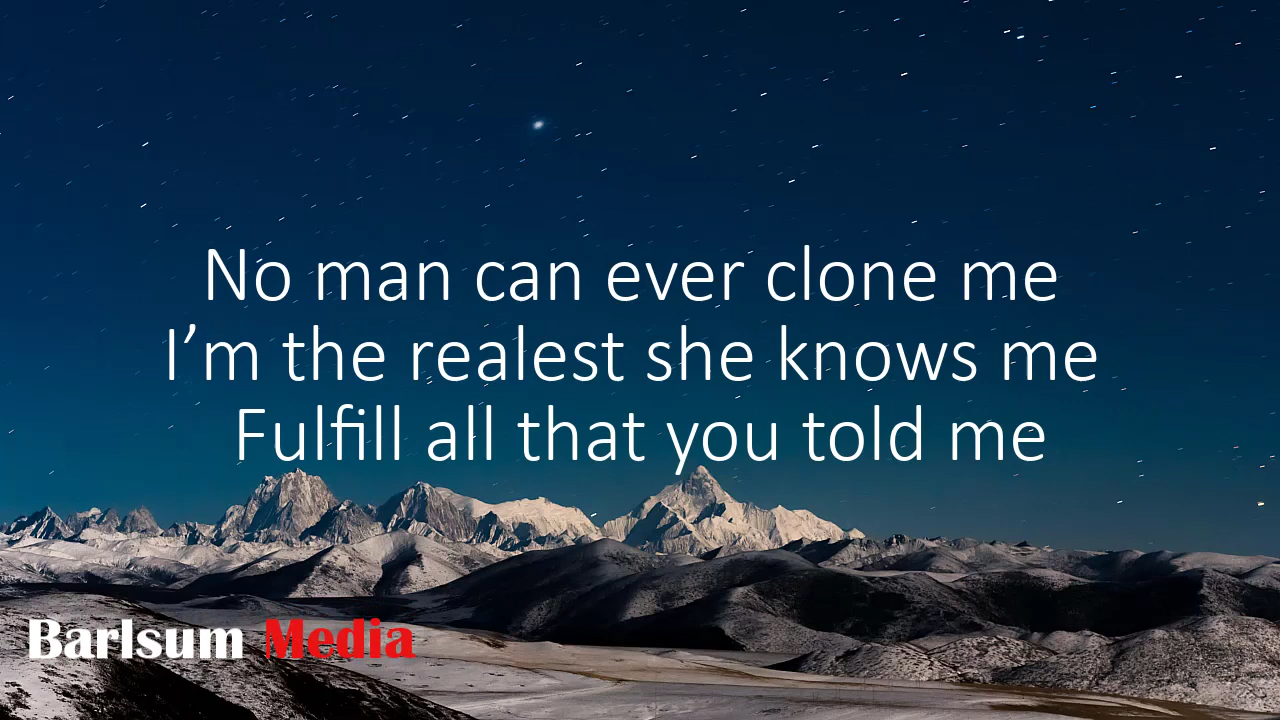 No man can ever clone me
I'm the realest she knows me
Fulfill all that you told me
Barlsum Media